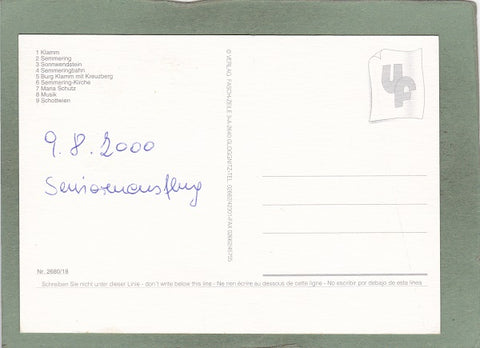 1 Klamm
2 Semmering
3 Sonnwendstein
4 Semmeringbahn
5 Burg Klamm mit Kreuzberg
6 Semmering-Kirche
7 Maria Schutz
8 Musik
9 Schottwien
9.8.2000
Seniorenausflug
Nr. 2680/18
Schreiben Sie nicht unter dieser Linie - don't write below this line - Ne rien écrire au dessous de cette ligne - No escribir por debajo de esta linea